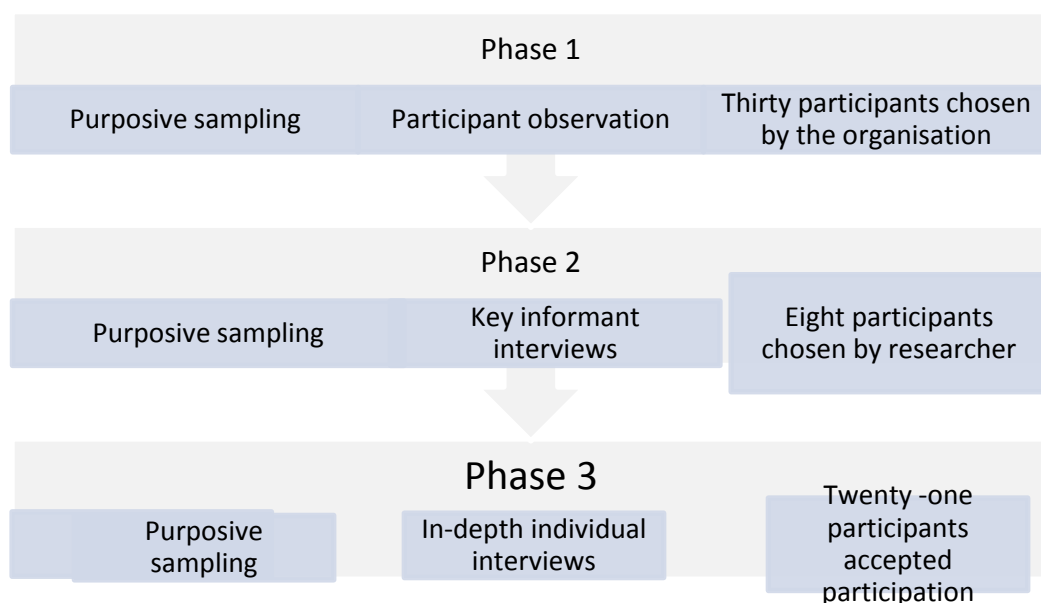 Phase 1
Purposive sampling
Participant observation
Thirty participants chosen
by the organisation
Phase 2
Purposive sampling
Key informant
interviews
Eight participants
chosen by researcher
Phase 3
Purposive
sampling
In-depth individual
interviews
Twenty -one
participants
accepted
participation